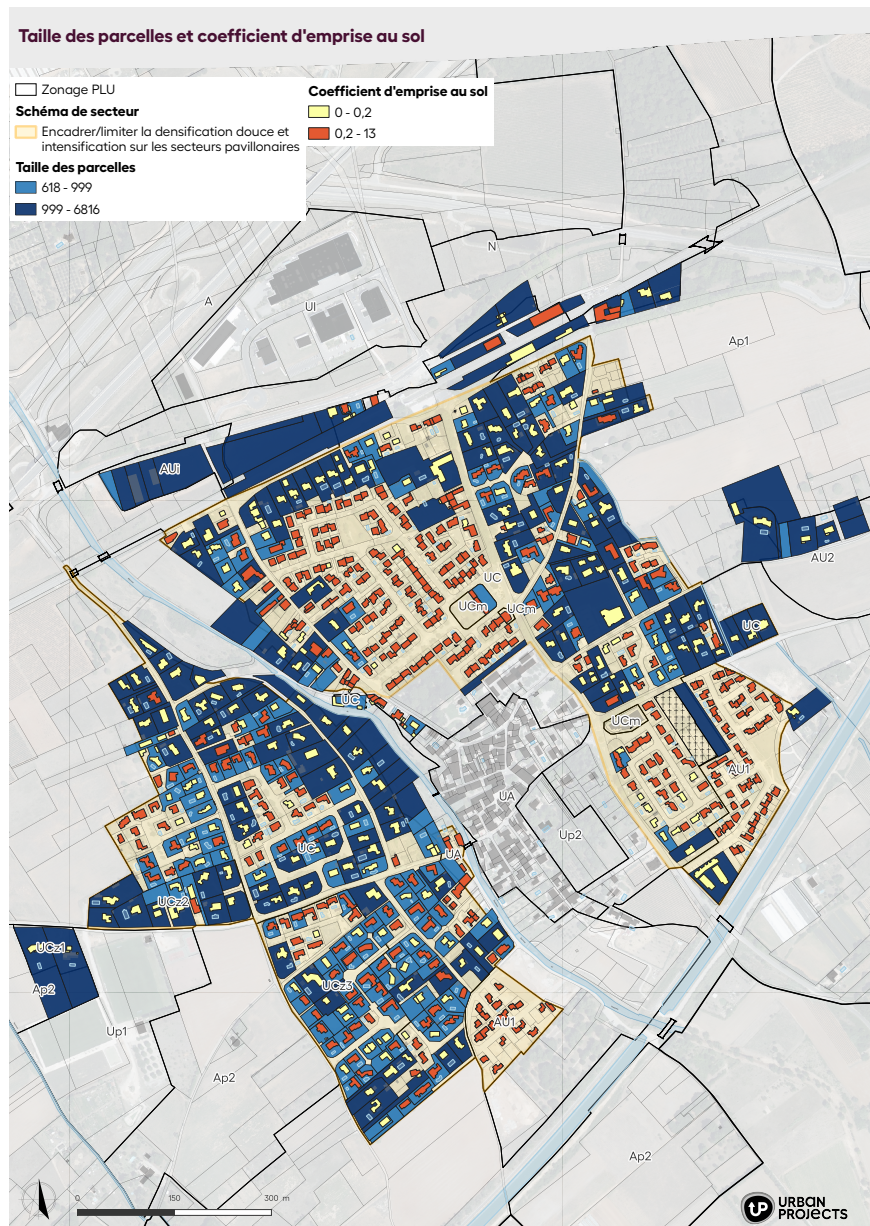 Taille des parcelles et coefficient d'emprise au sol
Zonage PLU
Schéma de secteur
Encadrer/limiter la densification douce et
intensification sur les secteurs pavillonaires
Taille des parcelles
618 - 999
999 - 6816
Coefficient d'emprise au sol
0 - 0,2
0,2 - 13
N
A
UI
Ap1
AUi
AU2
UC
UCm
UCm
UC
UC
UCm
AU1
UA
Up2
UC
UA
UCz2
UCz1
Ap2
UCz3
Up1
AU1
Ap2
Ap2
0 150 300 m
UP URBAN
PROJECTS